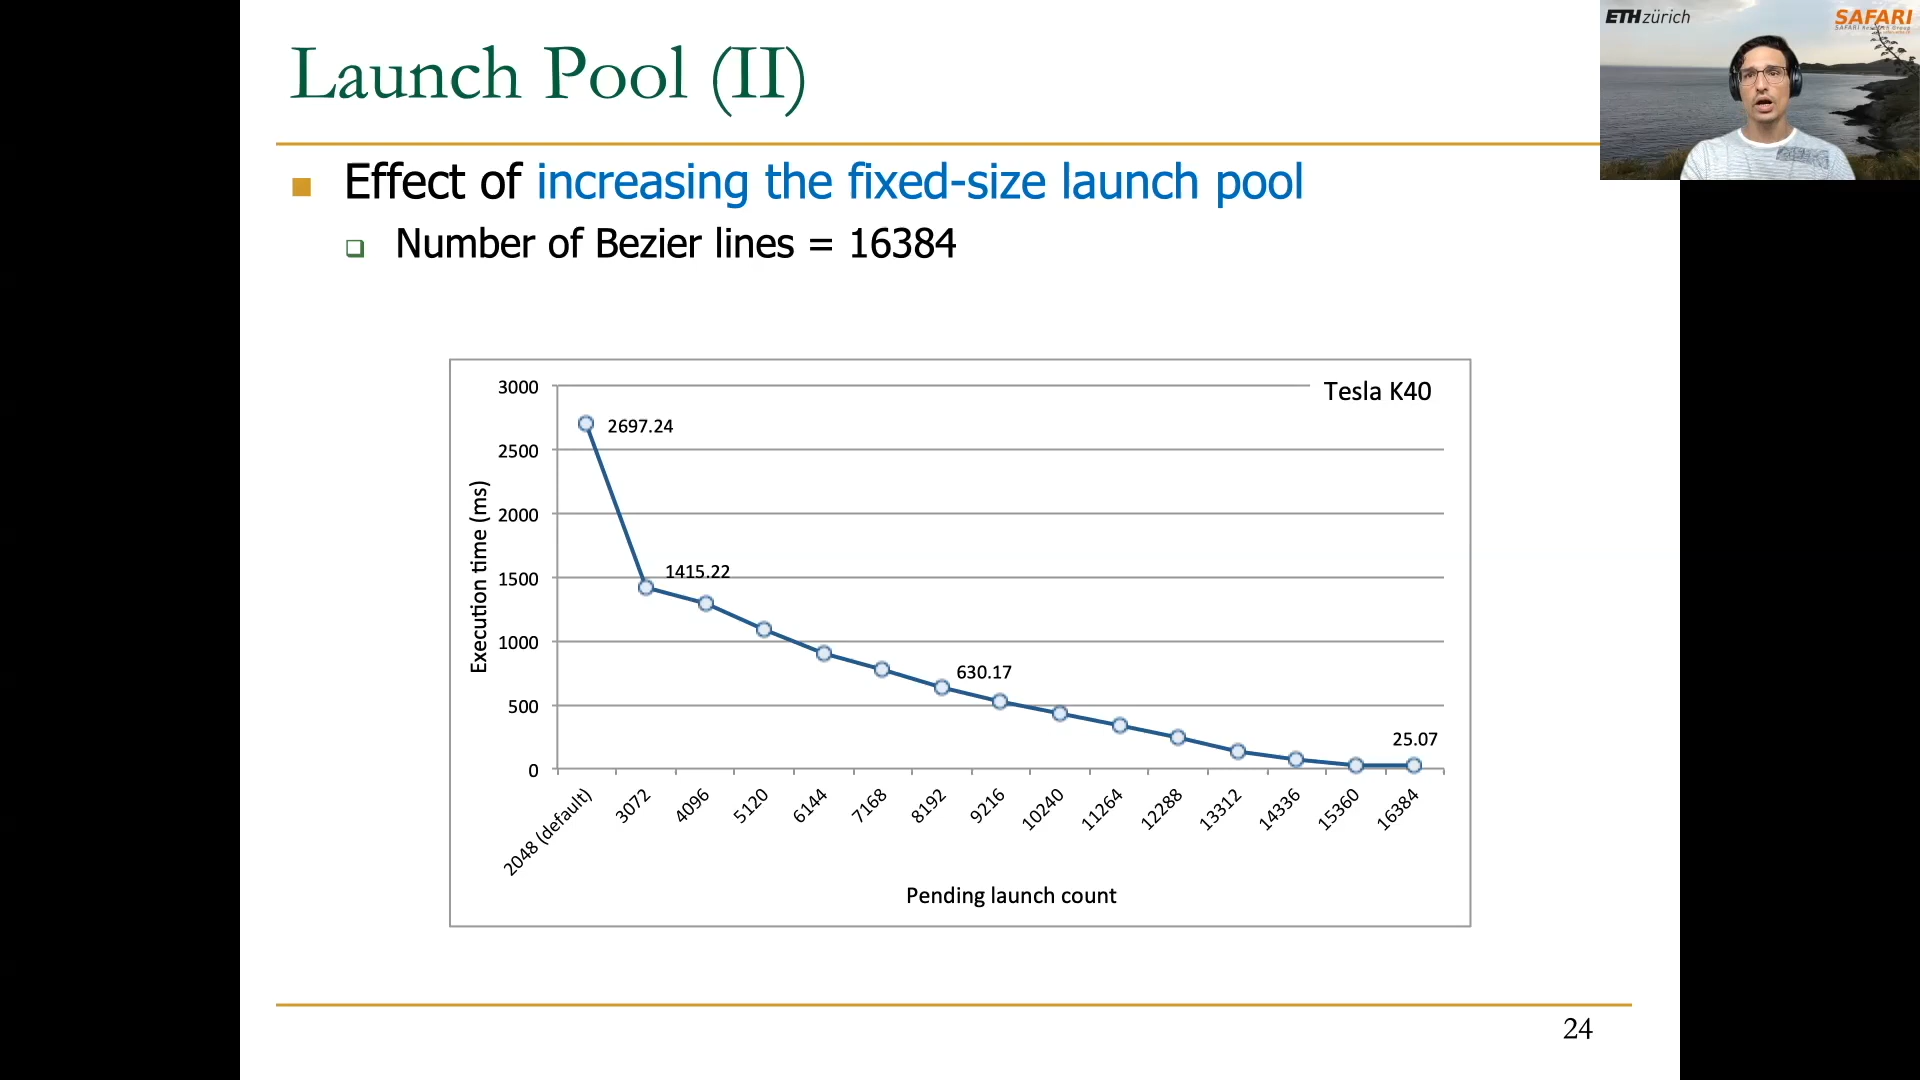 Launch Pool (II)
ETHzürich
SAFARI
Effect of increasing the fixed-size launch pool
Number of Bezier lines = 16384
Tesla K40
3000
2500
2000
1500
1000
500
0
Execution time (ms)
2697.24
1415.22
630.17
25.07
2048 (default)
3072
4096
5120
6144
7168
8192
9216
10240
11264
12288
13312
14336
15360
16384
Pending launch count
24